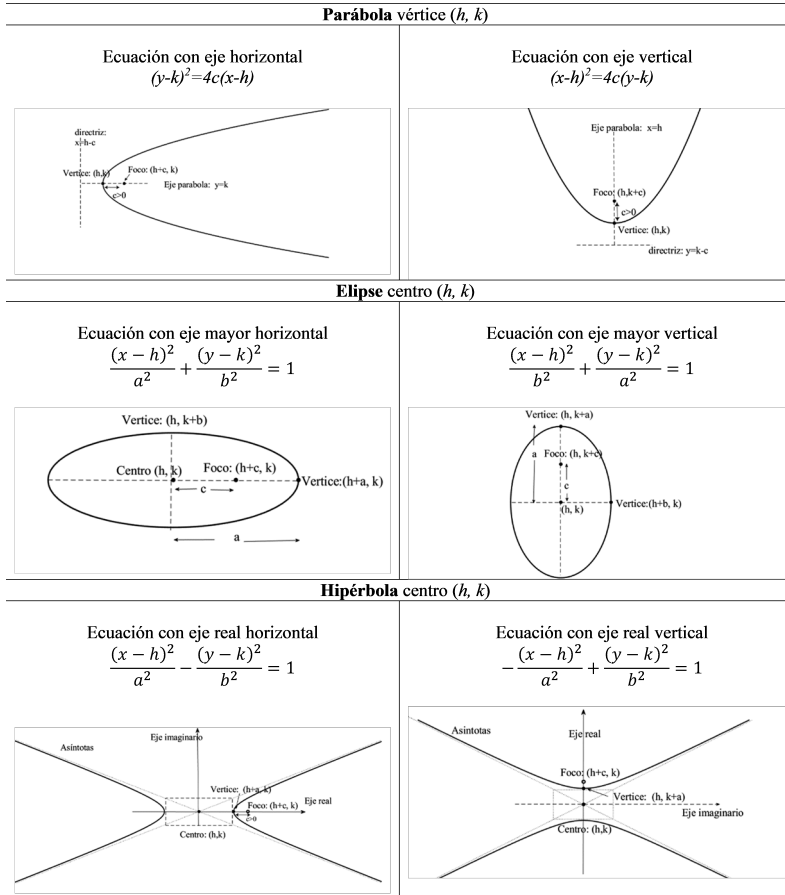 Parábola vértice (h, k)
Ecuación con eje horizontal
(y-k)²=4c(x-h)
directriz:
x=h-c
Vertice: (h,k)
Foco: (h+c, k)
Eje parabola: y=k
c>0
Ecuación con eje vertical
(x-h)²=4c(y-k)
Eje parabola: x=h
Foco: (h,k+c)
c>0
Vertice: (h,k)
directriz: y=k-c
Elipse centro (h, k)
Ecuación con eje mayor horizontal
(x − h)²/a² + (y − k)²/b² = 1
Vertice: (h, k+b)
Centro (h, k)
Foco: (h+c, k)
Vertice:(h+a, k)
c
a
Ecuación con eje mayor vertical
(x − h)²/b² + (y − k)²/a² = 1
Vertice: (h, k+a)
a
Foco: (h, k+c)
c
(h, k)
Vertice:(h+b, k)
Hipérbola centro (h, k)
Ecuación con eje real horizontal
(x − h)²/a² − (y − k)²/b² = 1
Asintotas
Eje imaginario
Vertice: (h+a, k)
Foco: (h+c, k)
Eje real
c>0
Centro: (h,k)
Ecuación con eje real vertical
−(x − h)²/a² + (y − k)²/b² = 1
Asintotas
Eje real
Foco: (h+c, k)
Vertice: (h, k+a)
Eje imaginario
Centro: (h,k)